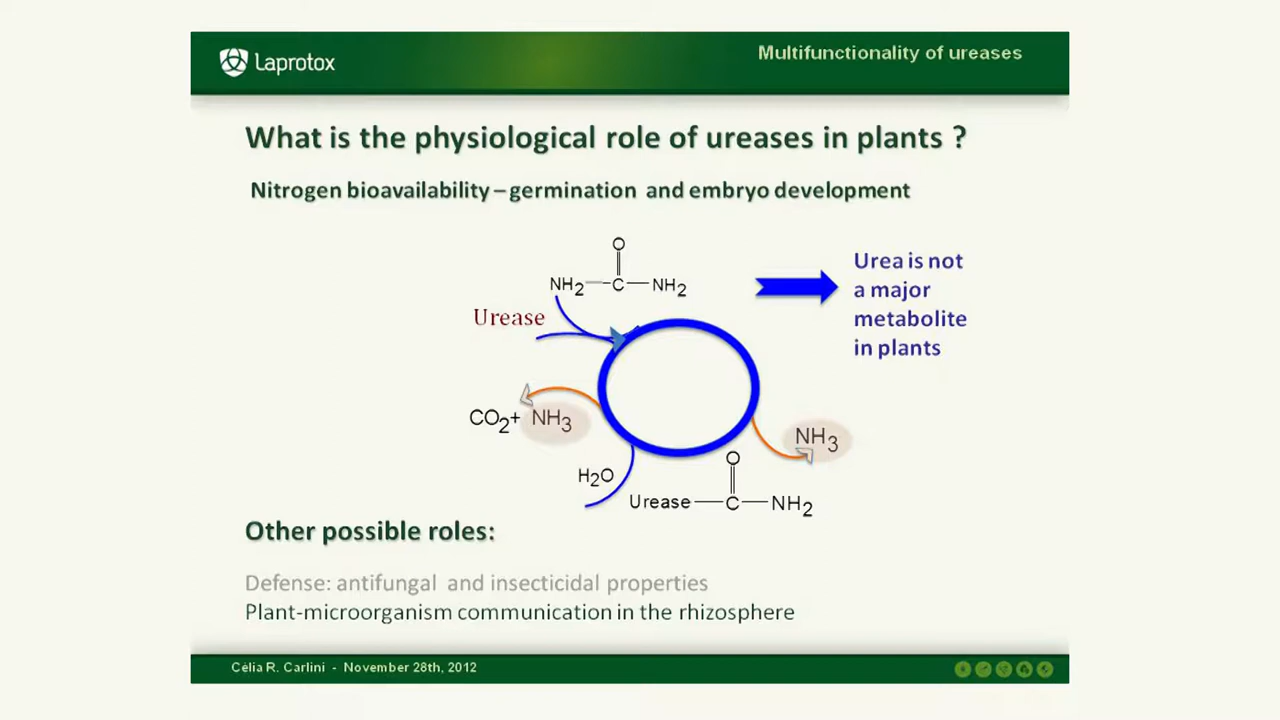 Laprotox
Multifunctionality of ureases
What is the physiological role of ureases in plants ?
Nitrogen bioavailability – germination and embryo development
O
NH2 C NH2
Urease
Urea is not
a major
metabolite
in plants
CO2+ NH3
NH3
H2O
O
Urease C NH2
Other possible roles:
Defense: antifungal and insecticidal properties
Plant-microorganism communication in the rhizosphere
Célia R. Carlini - November 28th, 2012